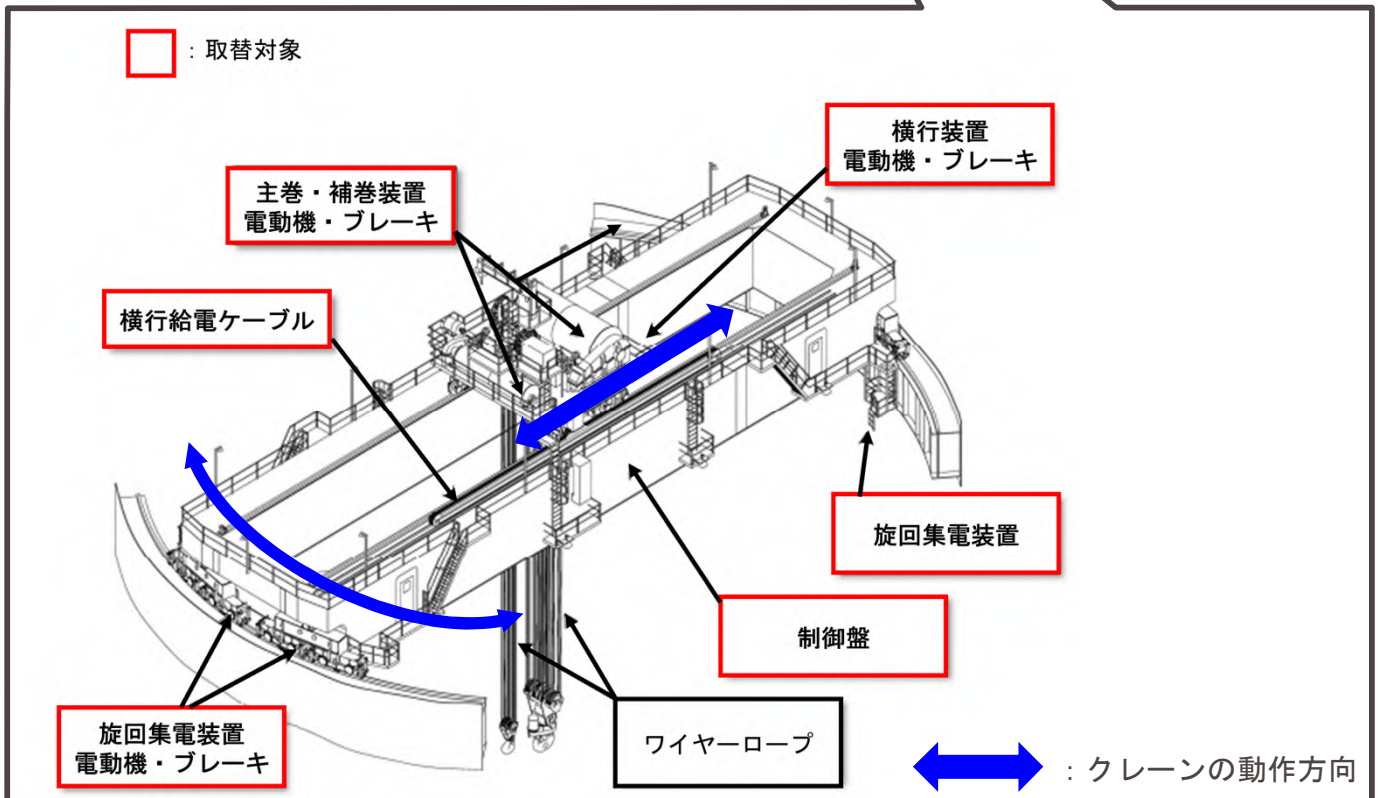 ：取替対象
横行装置
電動機・ブレーキ
主巻・補巻装置
電動機・ブレーキ
横行給電ケーブル
旋回集電装置
制御盤
旋回集電装置
電動機・ブレーキ
ワイヤーロープ
：クレーンの動作方向